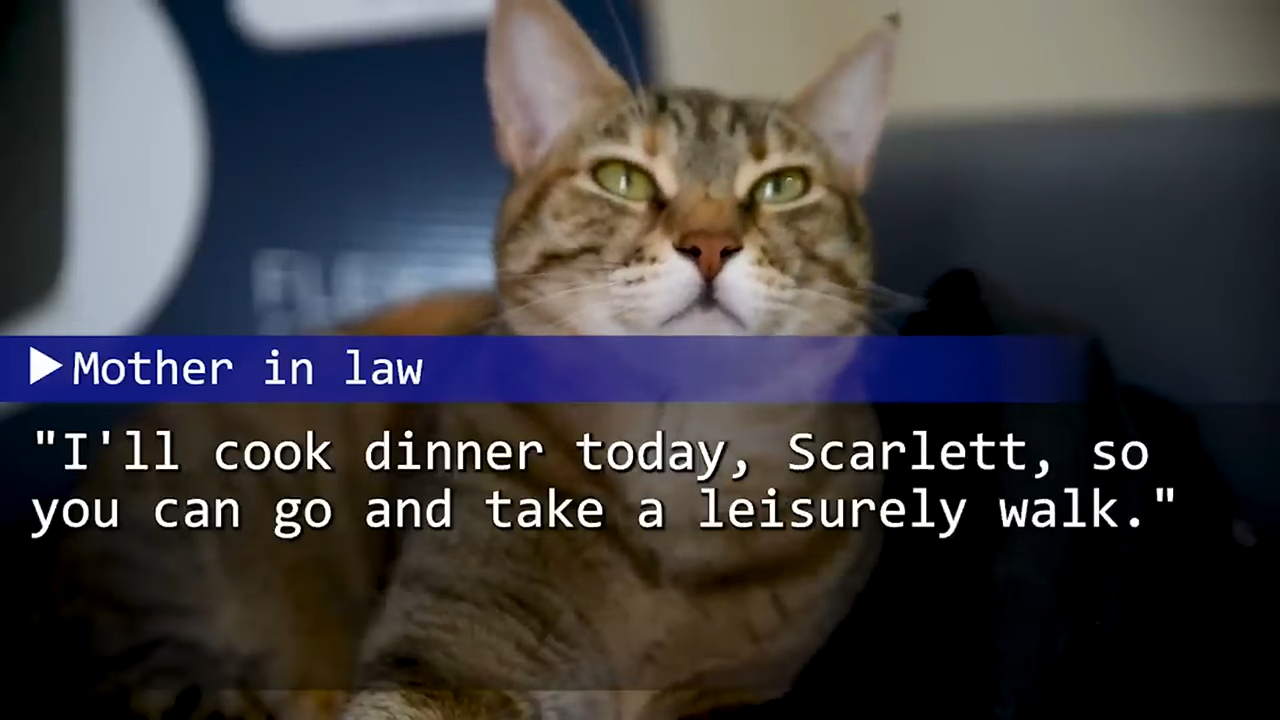 ▶Mother in law
"I'll cook dinner today, Scarlett, so
you can go and take a leisurely walk."